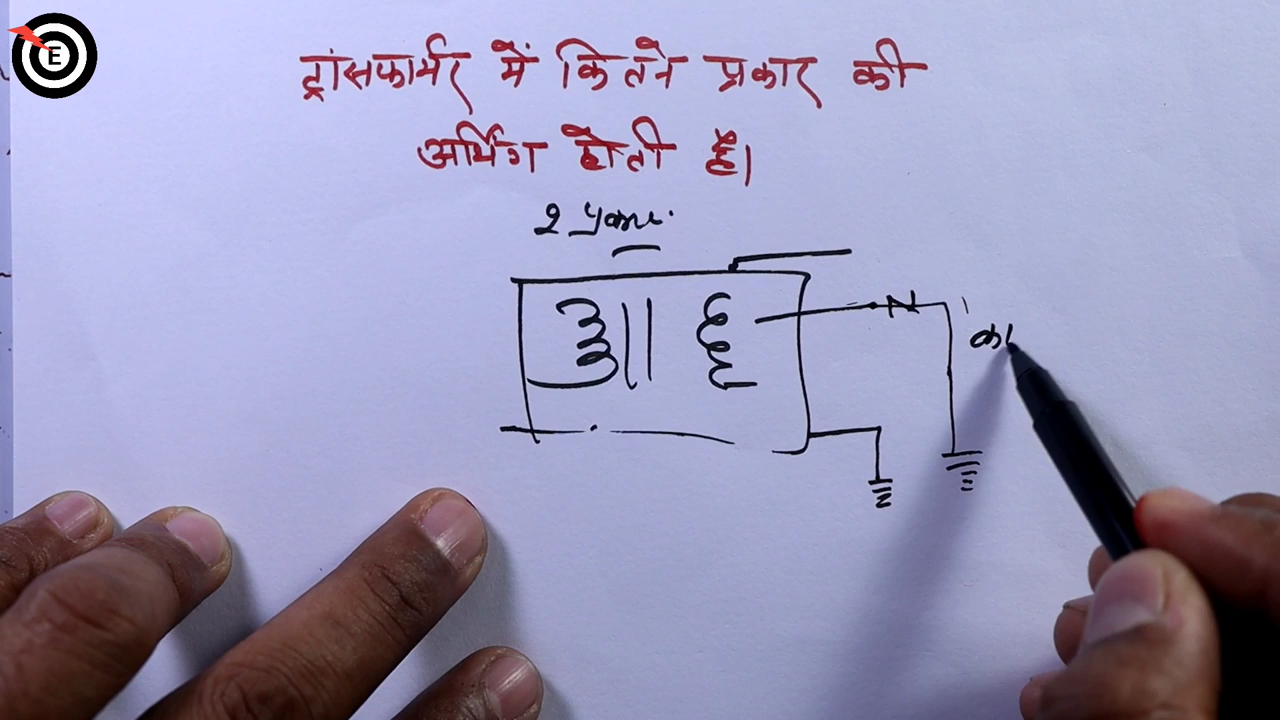 E
ट्रांसफार्मर में कितने प्रकार की
अर्थिंग होती है।
2 प्रकार
N